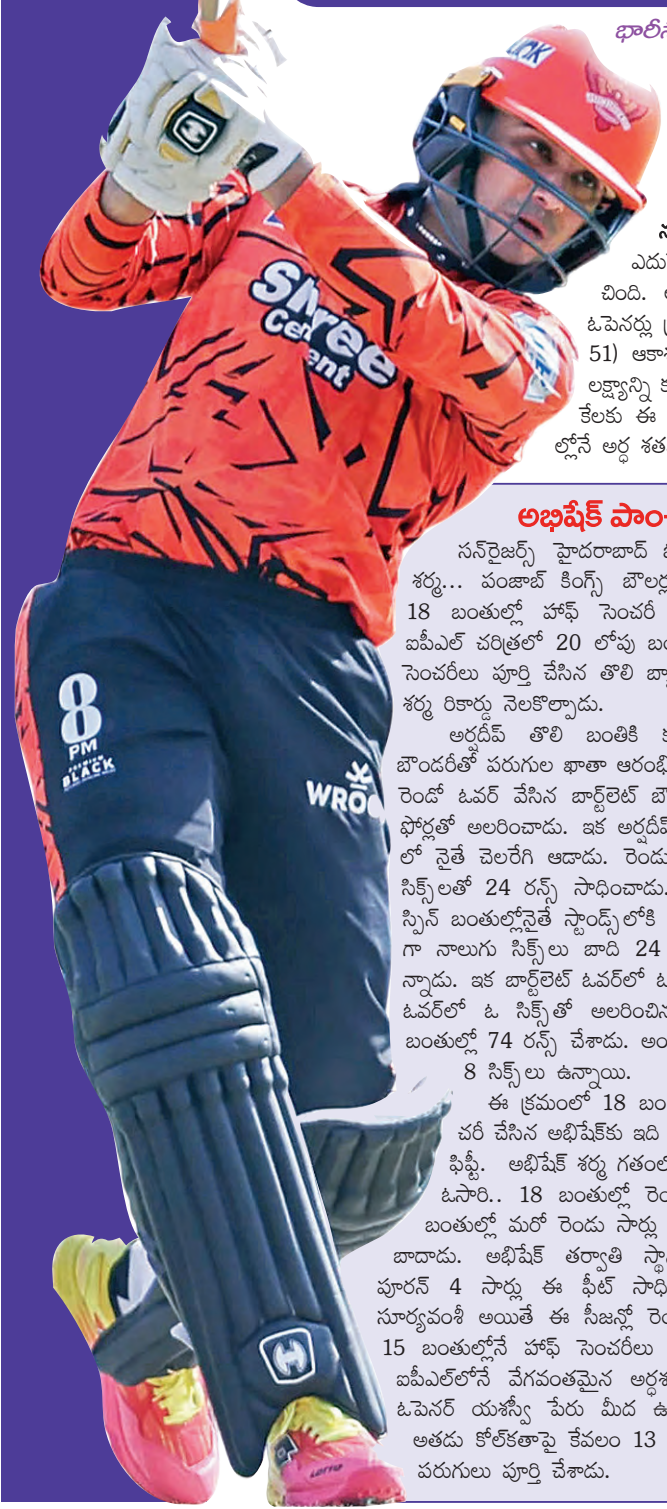 భారీస
LINK
SUNRISERS
Shree
Cement
ఎదు
చింది.
ఓపెనర్లు
51) ఆకా
లక్ష్యాన్ని
కేలకు ఈ
ల్లోనే అర్ధ శత
అభిషేక్ పాం
సన్‌రైజర్స్ హైదరాబాద్
శర్మ... పంజాబ్ కింగ్స్ బౌలర్ల
18 బంతుల్లో హాఫ్ సెంచరీ
ఐపీఎల్ చరిత్రలో 20 లోపు బం
సెంచరీలు పూర్తి చేసిన తొలి బ్యా
శర్మ రికార్డు నెలకొల్పాడు.
అర్షదీప్ తొలి బంతికి
బౌండరీతో పరుగుల ఖాతా ఆరంభి
రెండో ఓవర్ వేసిన బార్ట్‌లెట్ బౌ
ఫోర్లతో అలరించాడు. ఇక అర్షదీప్
లో నైతే చెలరేగి ఆడాడు. రెండు
సిక్స్‌లతో 24 రన్స్ సాధించాడు.
స్పిన్ బంతుల్లోనైతే స్టాండ్స్‌లోకి
గా నాలుగు సిక్స్‌లు బాది 24
న్నాడు. ఇక బార్ట్‌లెట్ ఓవర్‌లో ఓ
ఓవర్‌లో ఓ సిక్స్‌తో అలరించిన
బంతుల్లో 74 రన్స్ చేశాడు. అం
8 సిక్స్‌లు ఉన్నాయి.
ఈ క్రమంలో 18 బం
చరీ చేసిన అభిషేక్‌కు ఇది
ఫిఫ్టీ. అభిషేక్ శర్మ గతంలో
ఓసారి.. 18 బంతుల్లో రెం
బంతుల్లో మరో రెండు సార్లు
బాదాడు. అభిషేక్ తర్వాతి స్థా
పూరన్ 4 సార్లు ఈ ఫీట్ సాధి
సూర్యవంశీ అయితే ఈ సీజన్లో రెం
15 బంతుల్లోనే హాఫ్ సెంచరీలు
ఐపీఎల్‌లోనే వేగవంతమైన అర్ధశ
ఓపెనర్ యశస్వీ పేరు మీద ఉ
అతడు కోల్‌కతాపై కేవలం 13
పరుగులు పూర్తి చేశాడు.
8
PM
PREMIUM
BLACK
WROG
LOTTO